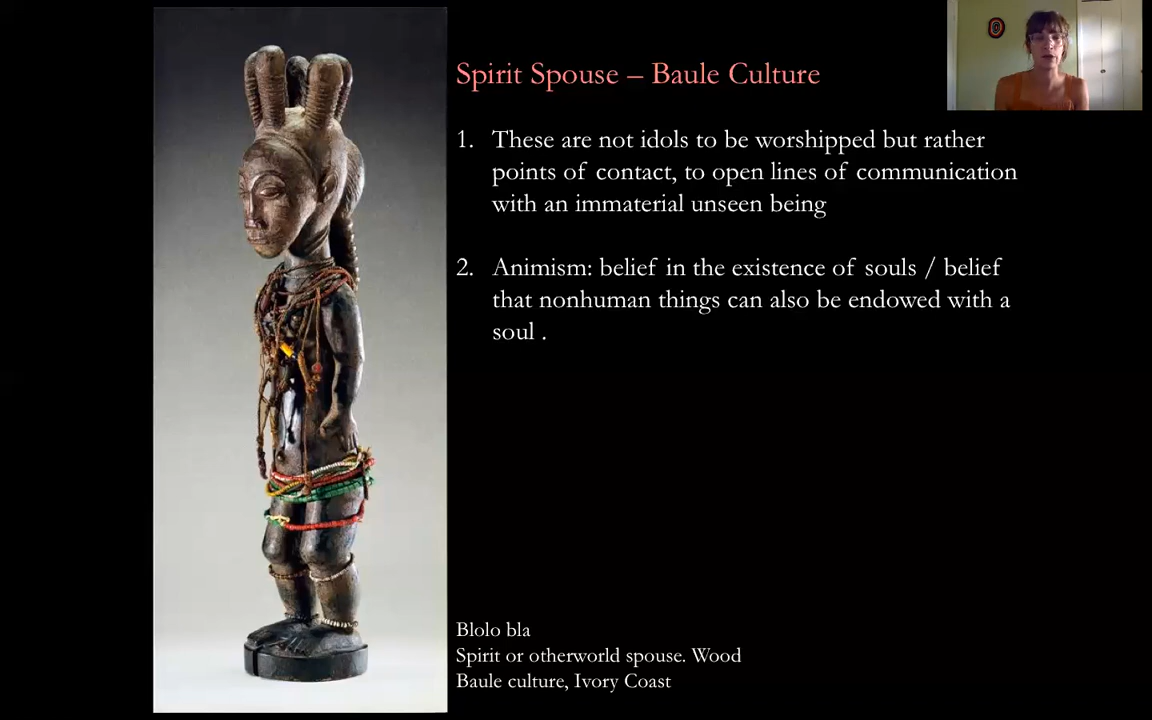 Spirit Spouse – Baule Culture
1. These are not idols to be worshipped but rather
points of contact, to open lines of communication
with an immaterial unseen being
2. Animism: belief in the existence of souls / belief
that nonhuman things can also be endowed with a
soul .
Blolo bla
Spirit or otherworld spouse. Wood
Baule culture, Ivory Coast